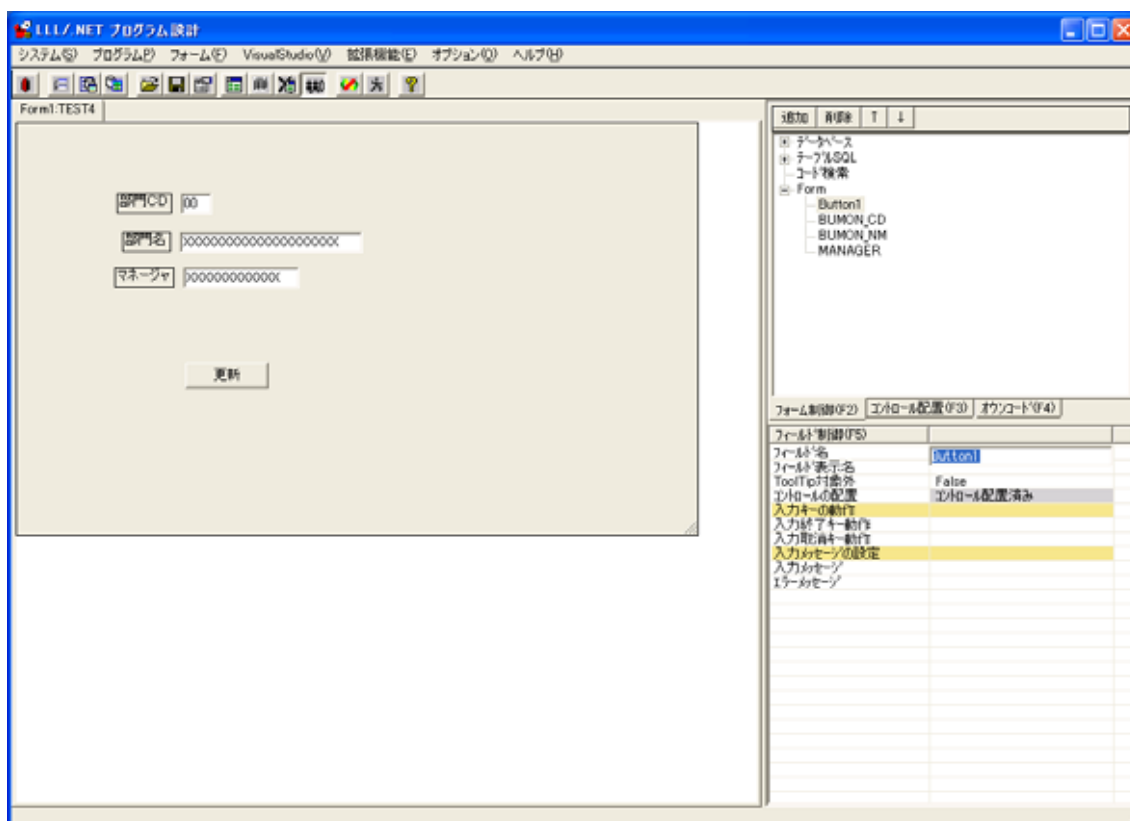 LLL/.NET プログラム設計
システム(S) プログラム(P) フォーム(F) VisualStudio(V) 拡張機能(E) オプション(O) ヘルプ(H)
Form1:TEST4
追加 削除 ↑ ↓
データベース
テーブルSQL
コード検索
Form
Button1
BUMON_CD
BUMON_NM
MANAGER
部門CD 00
部門名 XXXXXXXXXXXXXXXXXXXX
マネージャ XXXXXXXXXXXX
更新
フォーム制御(F2) コントロール配置(F3) オウンコード(F4)
フィールド制御(F5)
フィールド名 Button1
フィールド表示名
ToolTip対象外 False
コントロールの配置 コントロール配置済み
入力キーの動作
入力終了キー動作
入力取消キー動作
入力メッセージの設定
入力メッセージ
エラーメッセージ